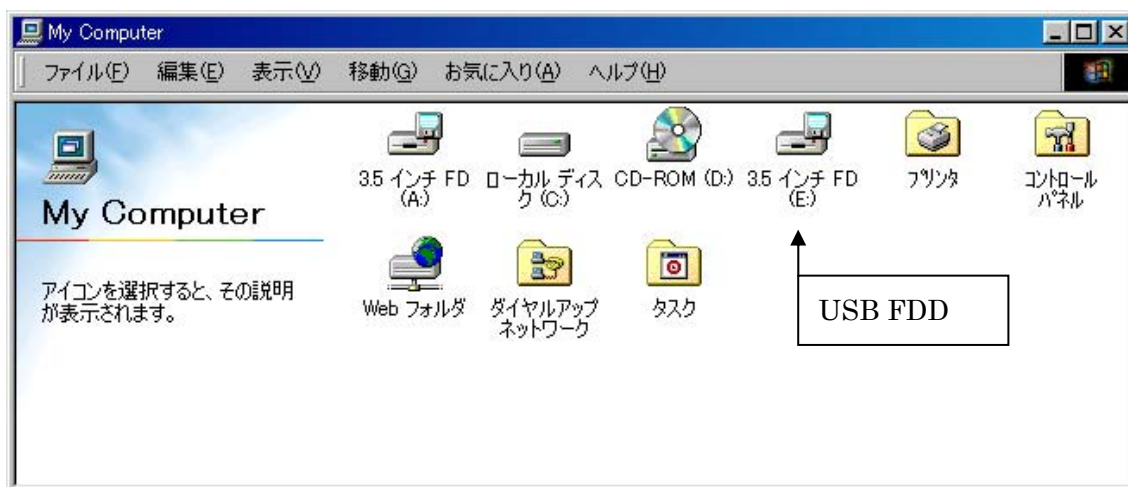 My Computer
ファイル(F) 編集(E) 表示(V) 移動(G) お気に入り(A) ヘルプ(H)
My Computer
アイコンを選択すると、その説明
が表示されます。
3.5 インチ FD
(A:)
ローカル ディス
ク (C:)
CD-ROM (D:)
3.5 インチ FD
(E:)
プリンタ
コントロール
パネル
Web フォルダ
ダイヤルアップ
ネットワーク
タスク
USB FDD